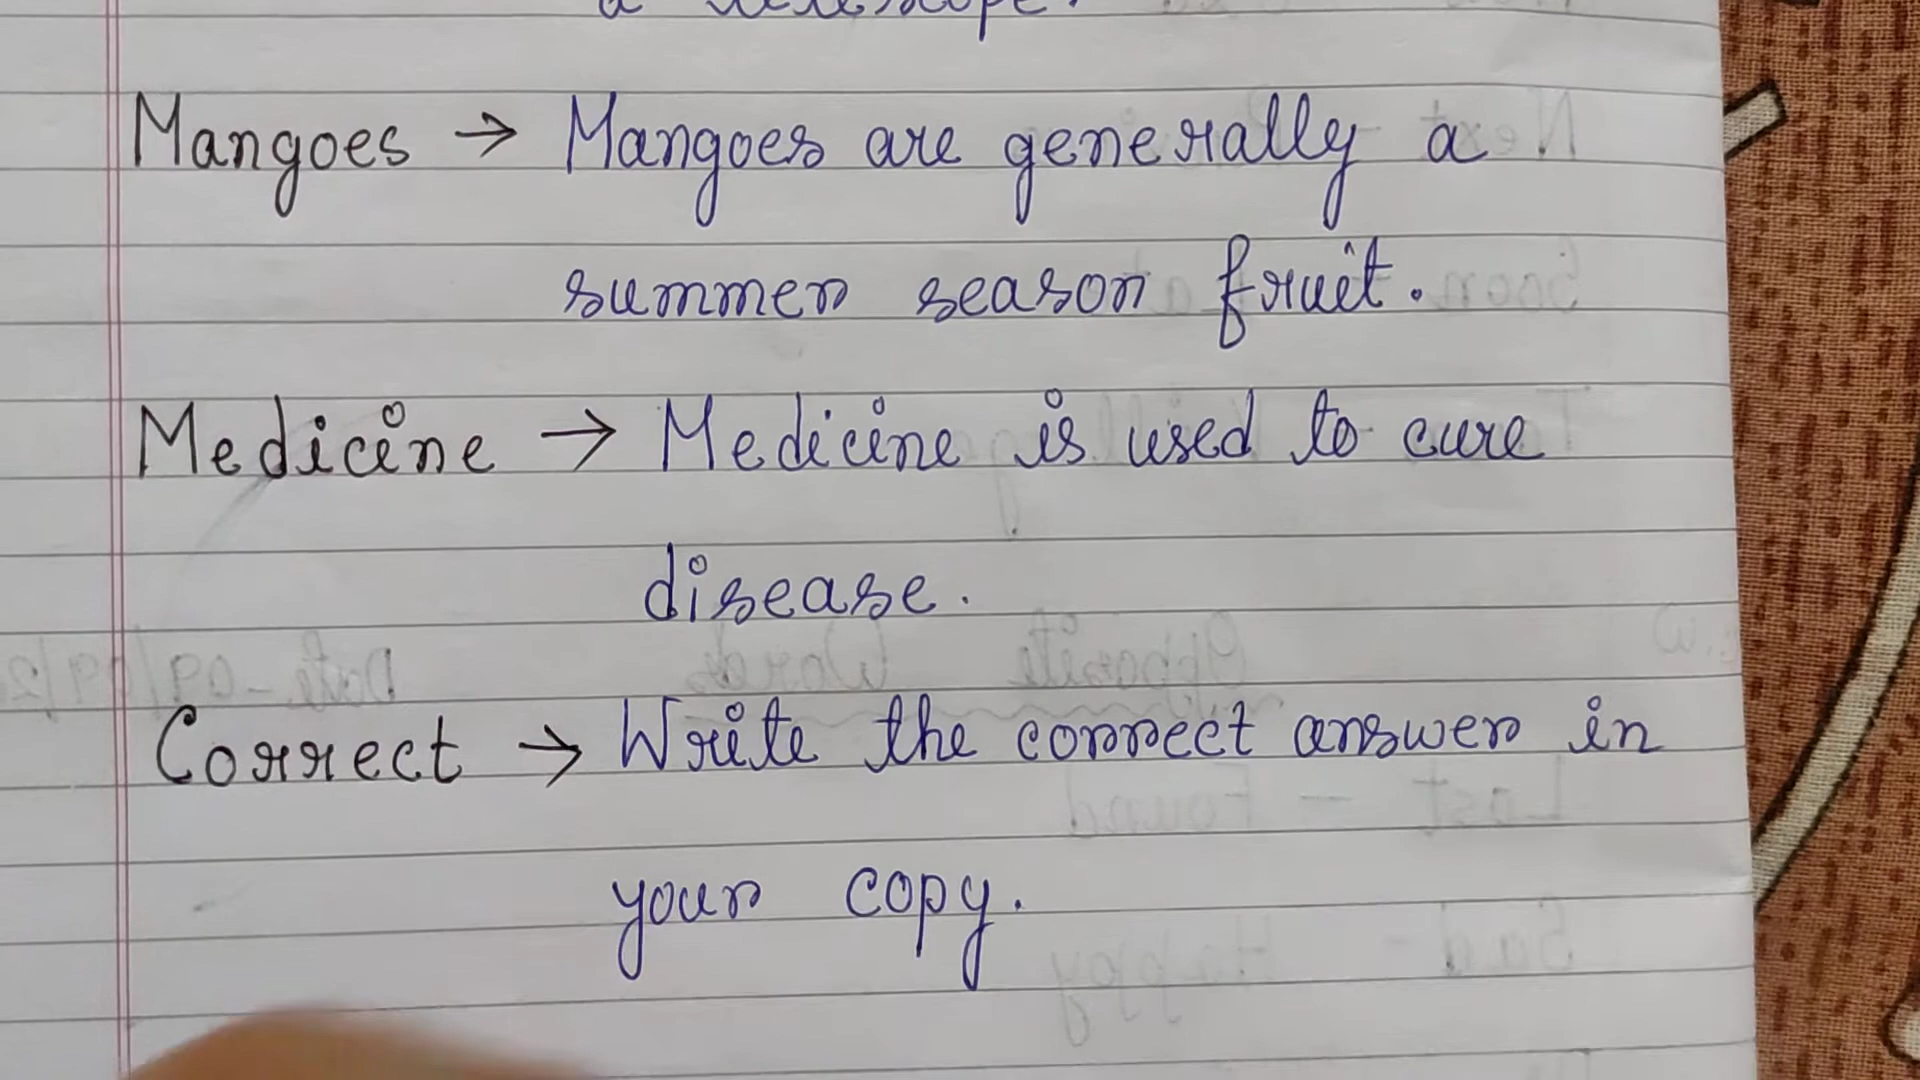 a telescope.
Mangoes → Mangoes are generally a
summer season fruit.
Medicine → Medicine is used to cure
disease.
Correct → Write the correct answer in
your copy.